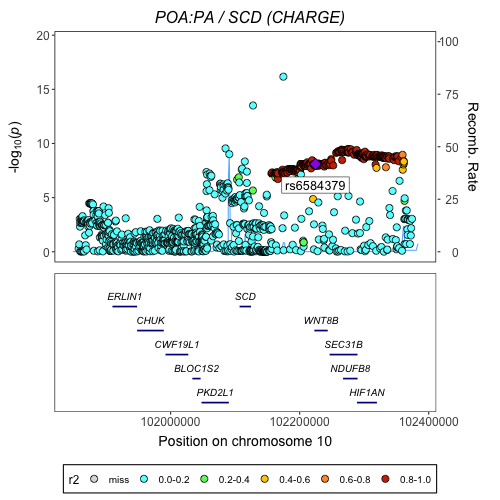 POA:PA / SCD (CHARGE)
20
15
10
5
0
-log10(p)
100
75
50
25
0
Recomb. Rate
rs6584379
ERLIN1
SCD
CHUK
WNT8B
CWF19L1
SEC31B
BLOC1S2
NDUFB8
PKD2L1
HIF1AN
102000000 102200000 102400000
Position on chromosome 10
r2 miss 0.0-0.2 0.2-0.4 0.4-0.6 0.6-0.8 0.8-1.0